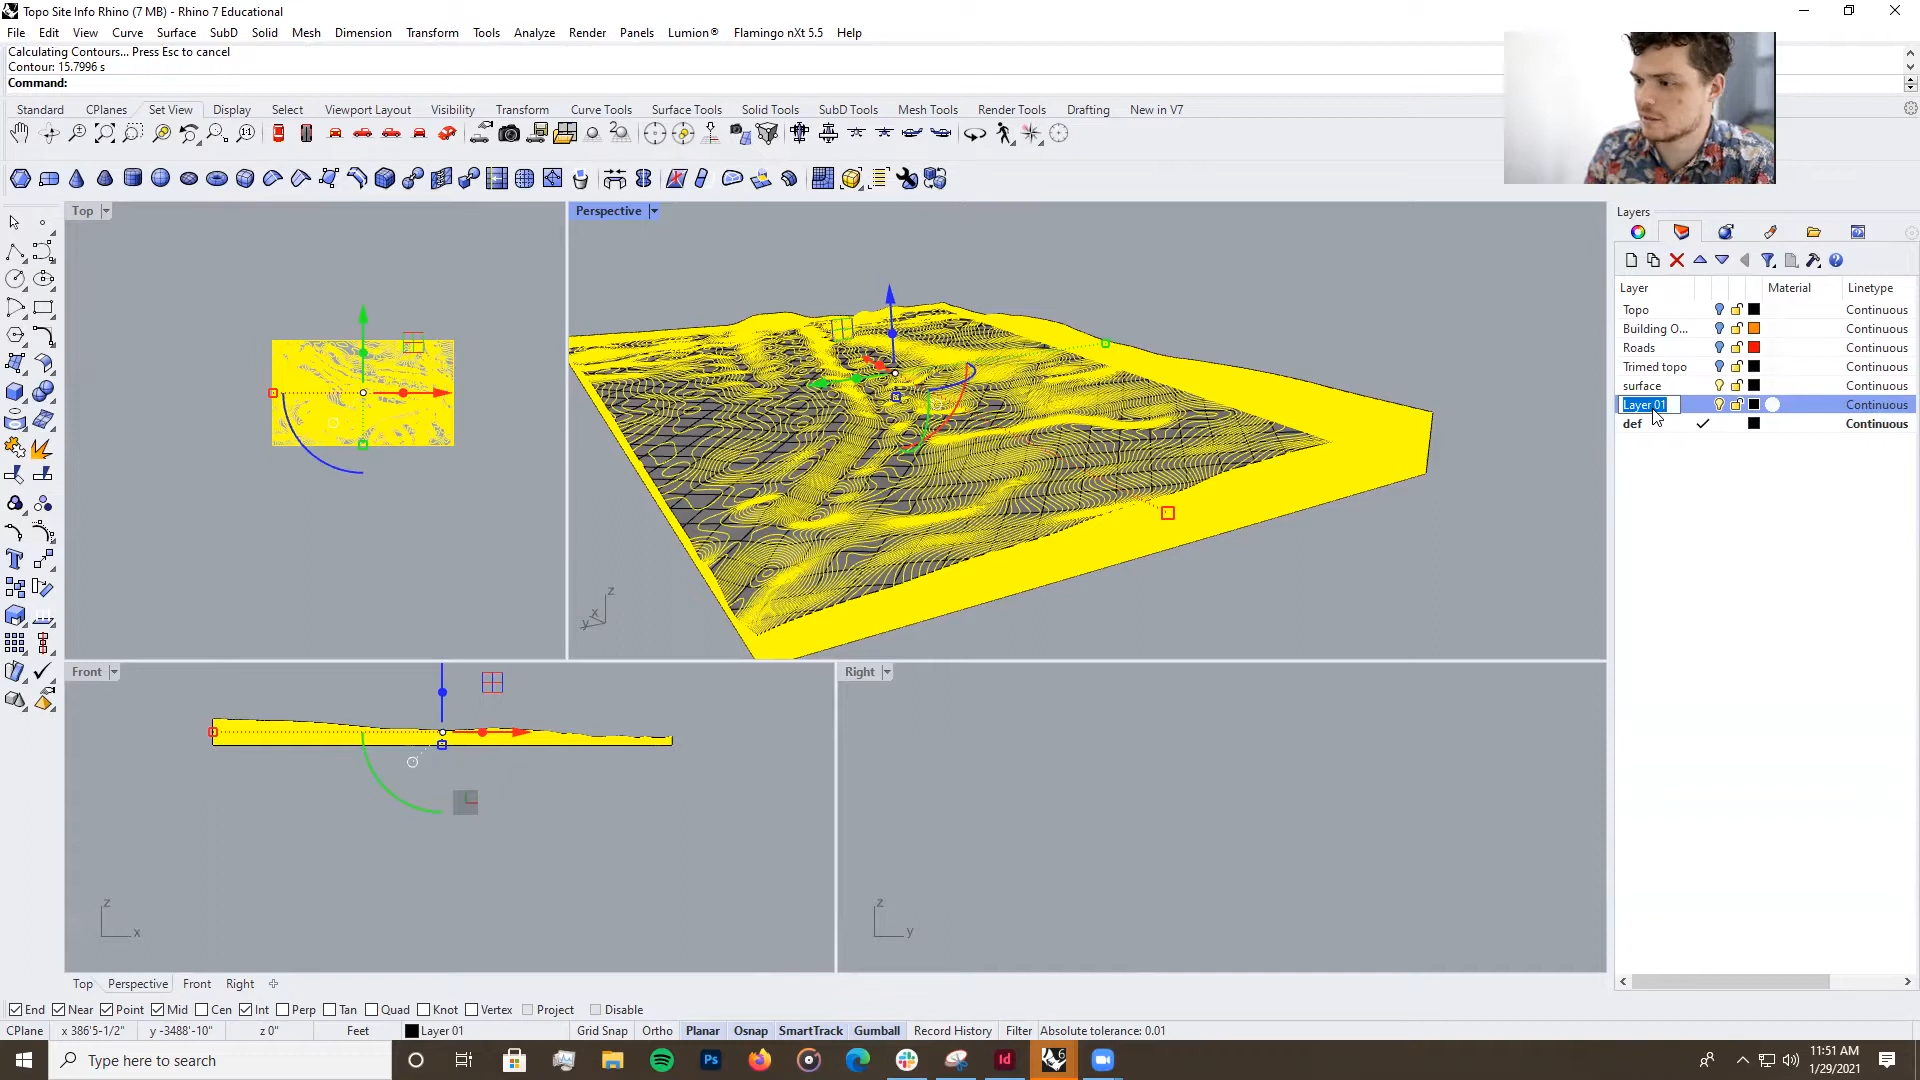 Topo Site Info Rhino (7 MB) - Rhino 7 Educational
File Edit View Curve Surface SubD Solid Mesh Dimension Transform Tools Analyze Render Panels Lumion® Flamingo nXt 5.5 Help
Calculating Contours... Press Esc to cancel
Contour: 15.7996 s
Command:
Standard CPlanes Set View Display Select Viewport Layout Visibility Transform Curve Tools Surface Tools Solid Tools SubD Tools Mesh Tools Render Tools Drafting New in V7
Top
Perspective
Layers
Layer Material Linetype
Topo Continuous
Building O... Continuous
Roads Continuous
Trimed topo Continuous
surface Continuous
Layer 01 Continuous
def Continuous
z
x
y
Front
Right
z
x
z
y
Top Perspective Front Right
End Near Point Mid Cen Int Perp Tan Quad Knot Vertex Project Disable
CPlane x 386'5-1/2" y -3488'-10" z 0" Feet Layer 01 Grid Snap Ortho Planar Osnap SmartTrack Gumball Record History Filter Absolute tolerance: 0.01
Type here to search
11:51 AM
1/29/2021